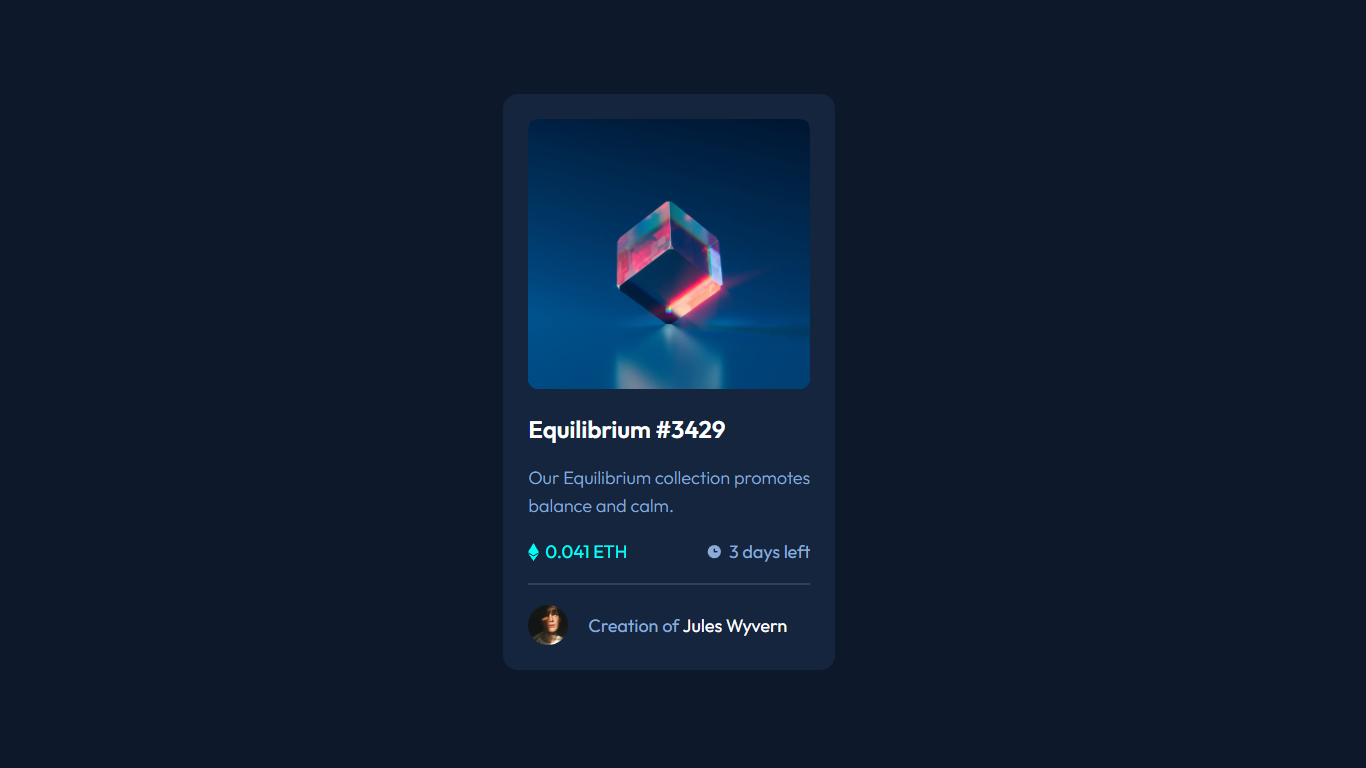 Equilibrium #3429
Our Equilibrium collection promotes
balance and calm.
0.041 ETH 3 days left
Creation of Jules Wyvern